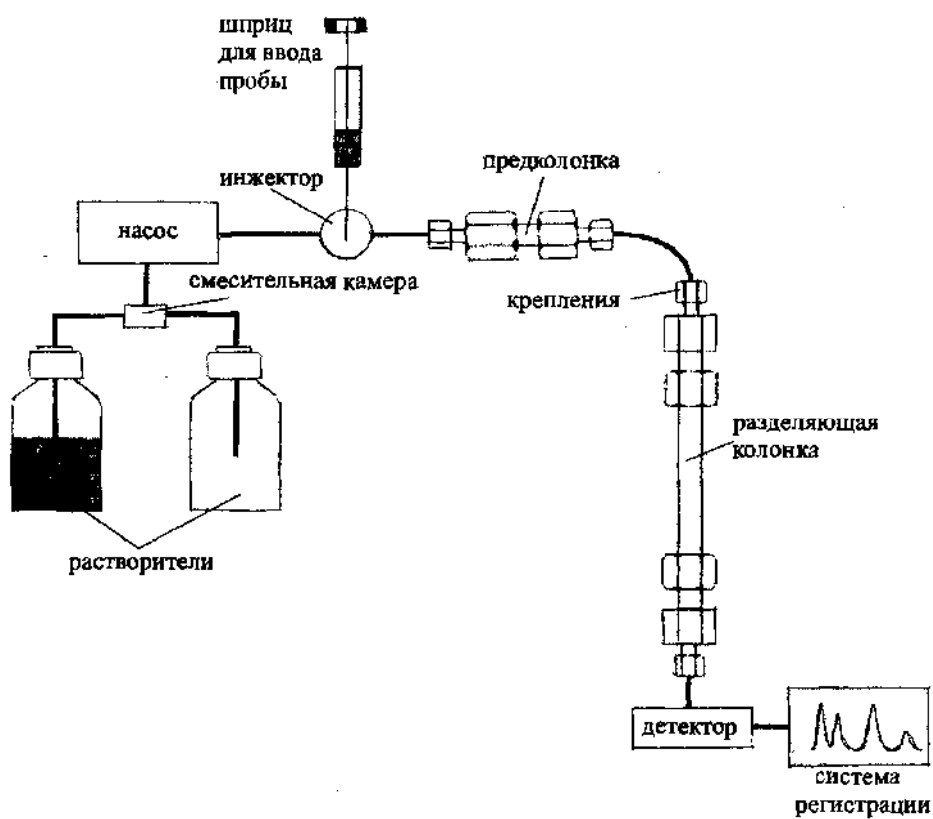 шприц
для ввода
пробы
инжектор
предколонка
насос
смесительная камера
крепления
разделяющая
колонка
растворители
детектор
система
регистрации